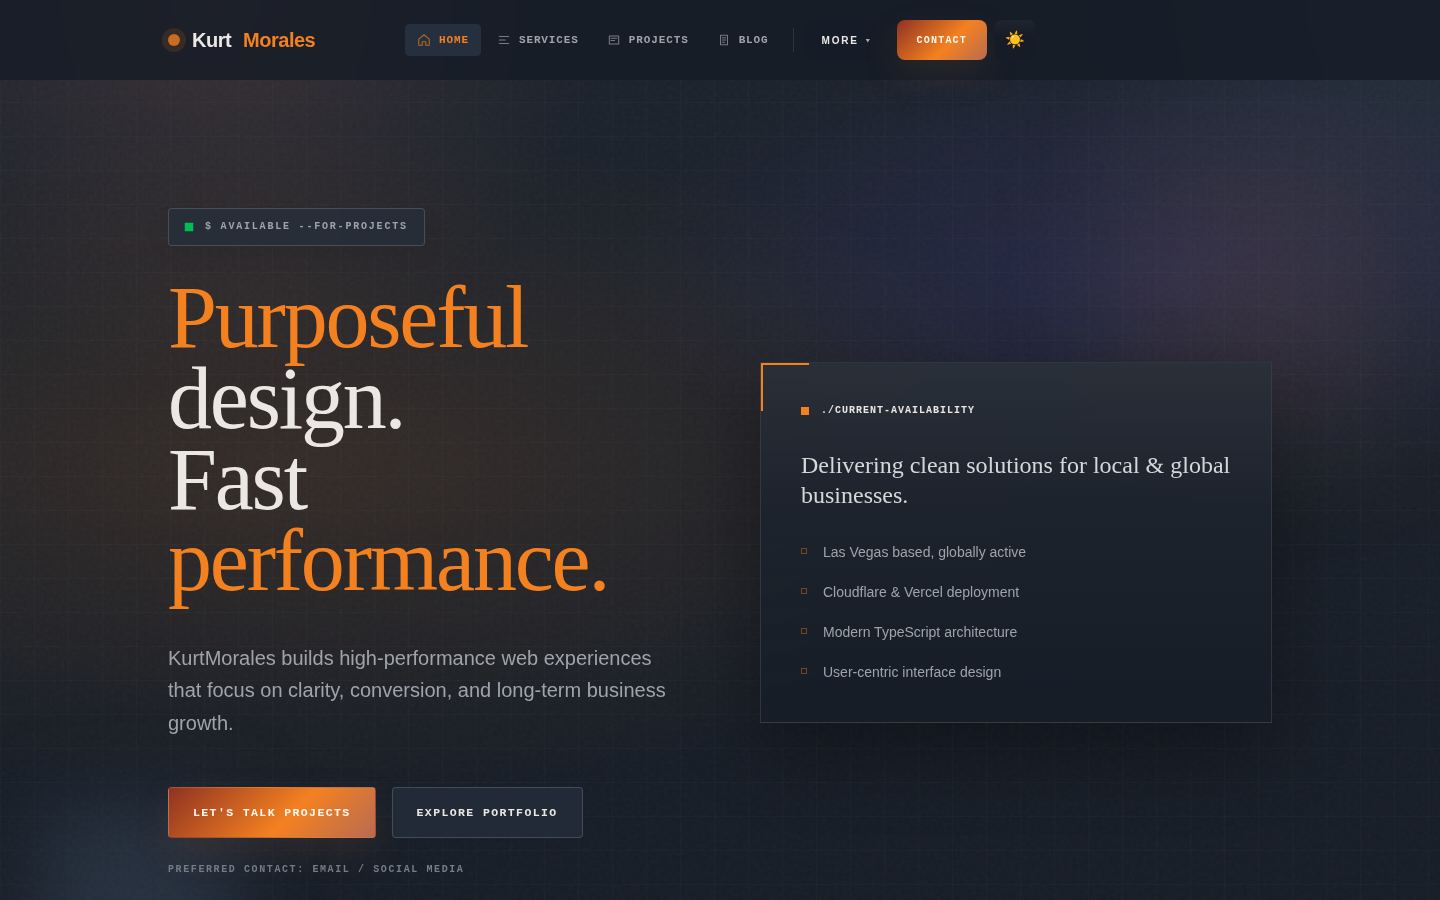 Kurt Morales
HOME SERVICES PROJECTS BLOG MORE CONTACT
$ AVAILABLE --FOR-PROJECTS
Purposeful
design.
Fast
performance.
KurtMorales builds high-performance web experiences
that focus on clarity, conversion, and long-term business
growth.
LET'S TALK PROJECTS
EXPLORE PORTFOLIO
PREFERRED CONTACT: EMAIL / SOCIAL MEDIA
./CURRENT-AVAILABILITY
Delivering clean solutions for local & global
businesses.
Las Vegas based, globally active
Cloudflare & Vercel deployment
Modern TypeScript architecture
User-centric interface design